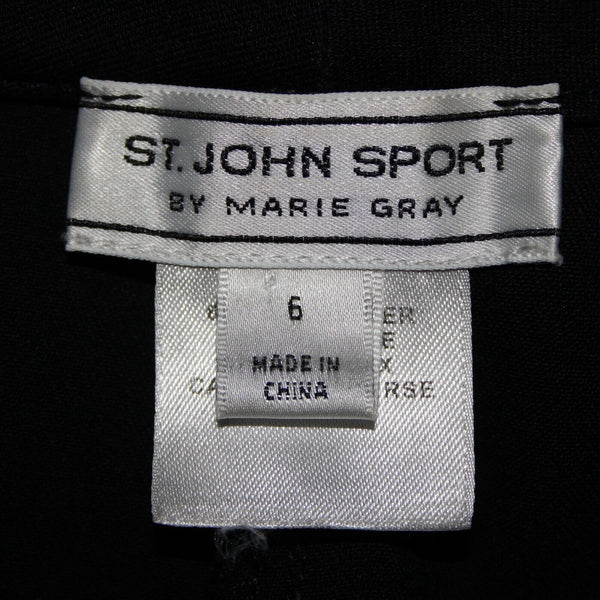 ST. JOHN SPORT
BY MARIE GRAY
6
MADE IN
CHINA